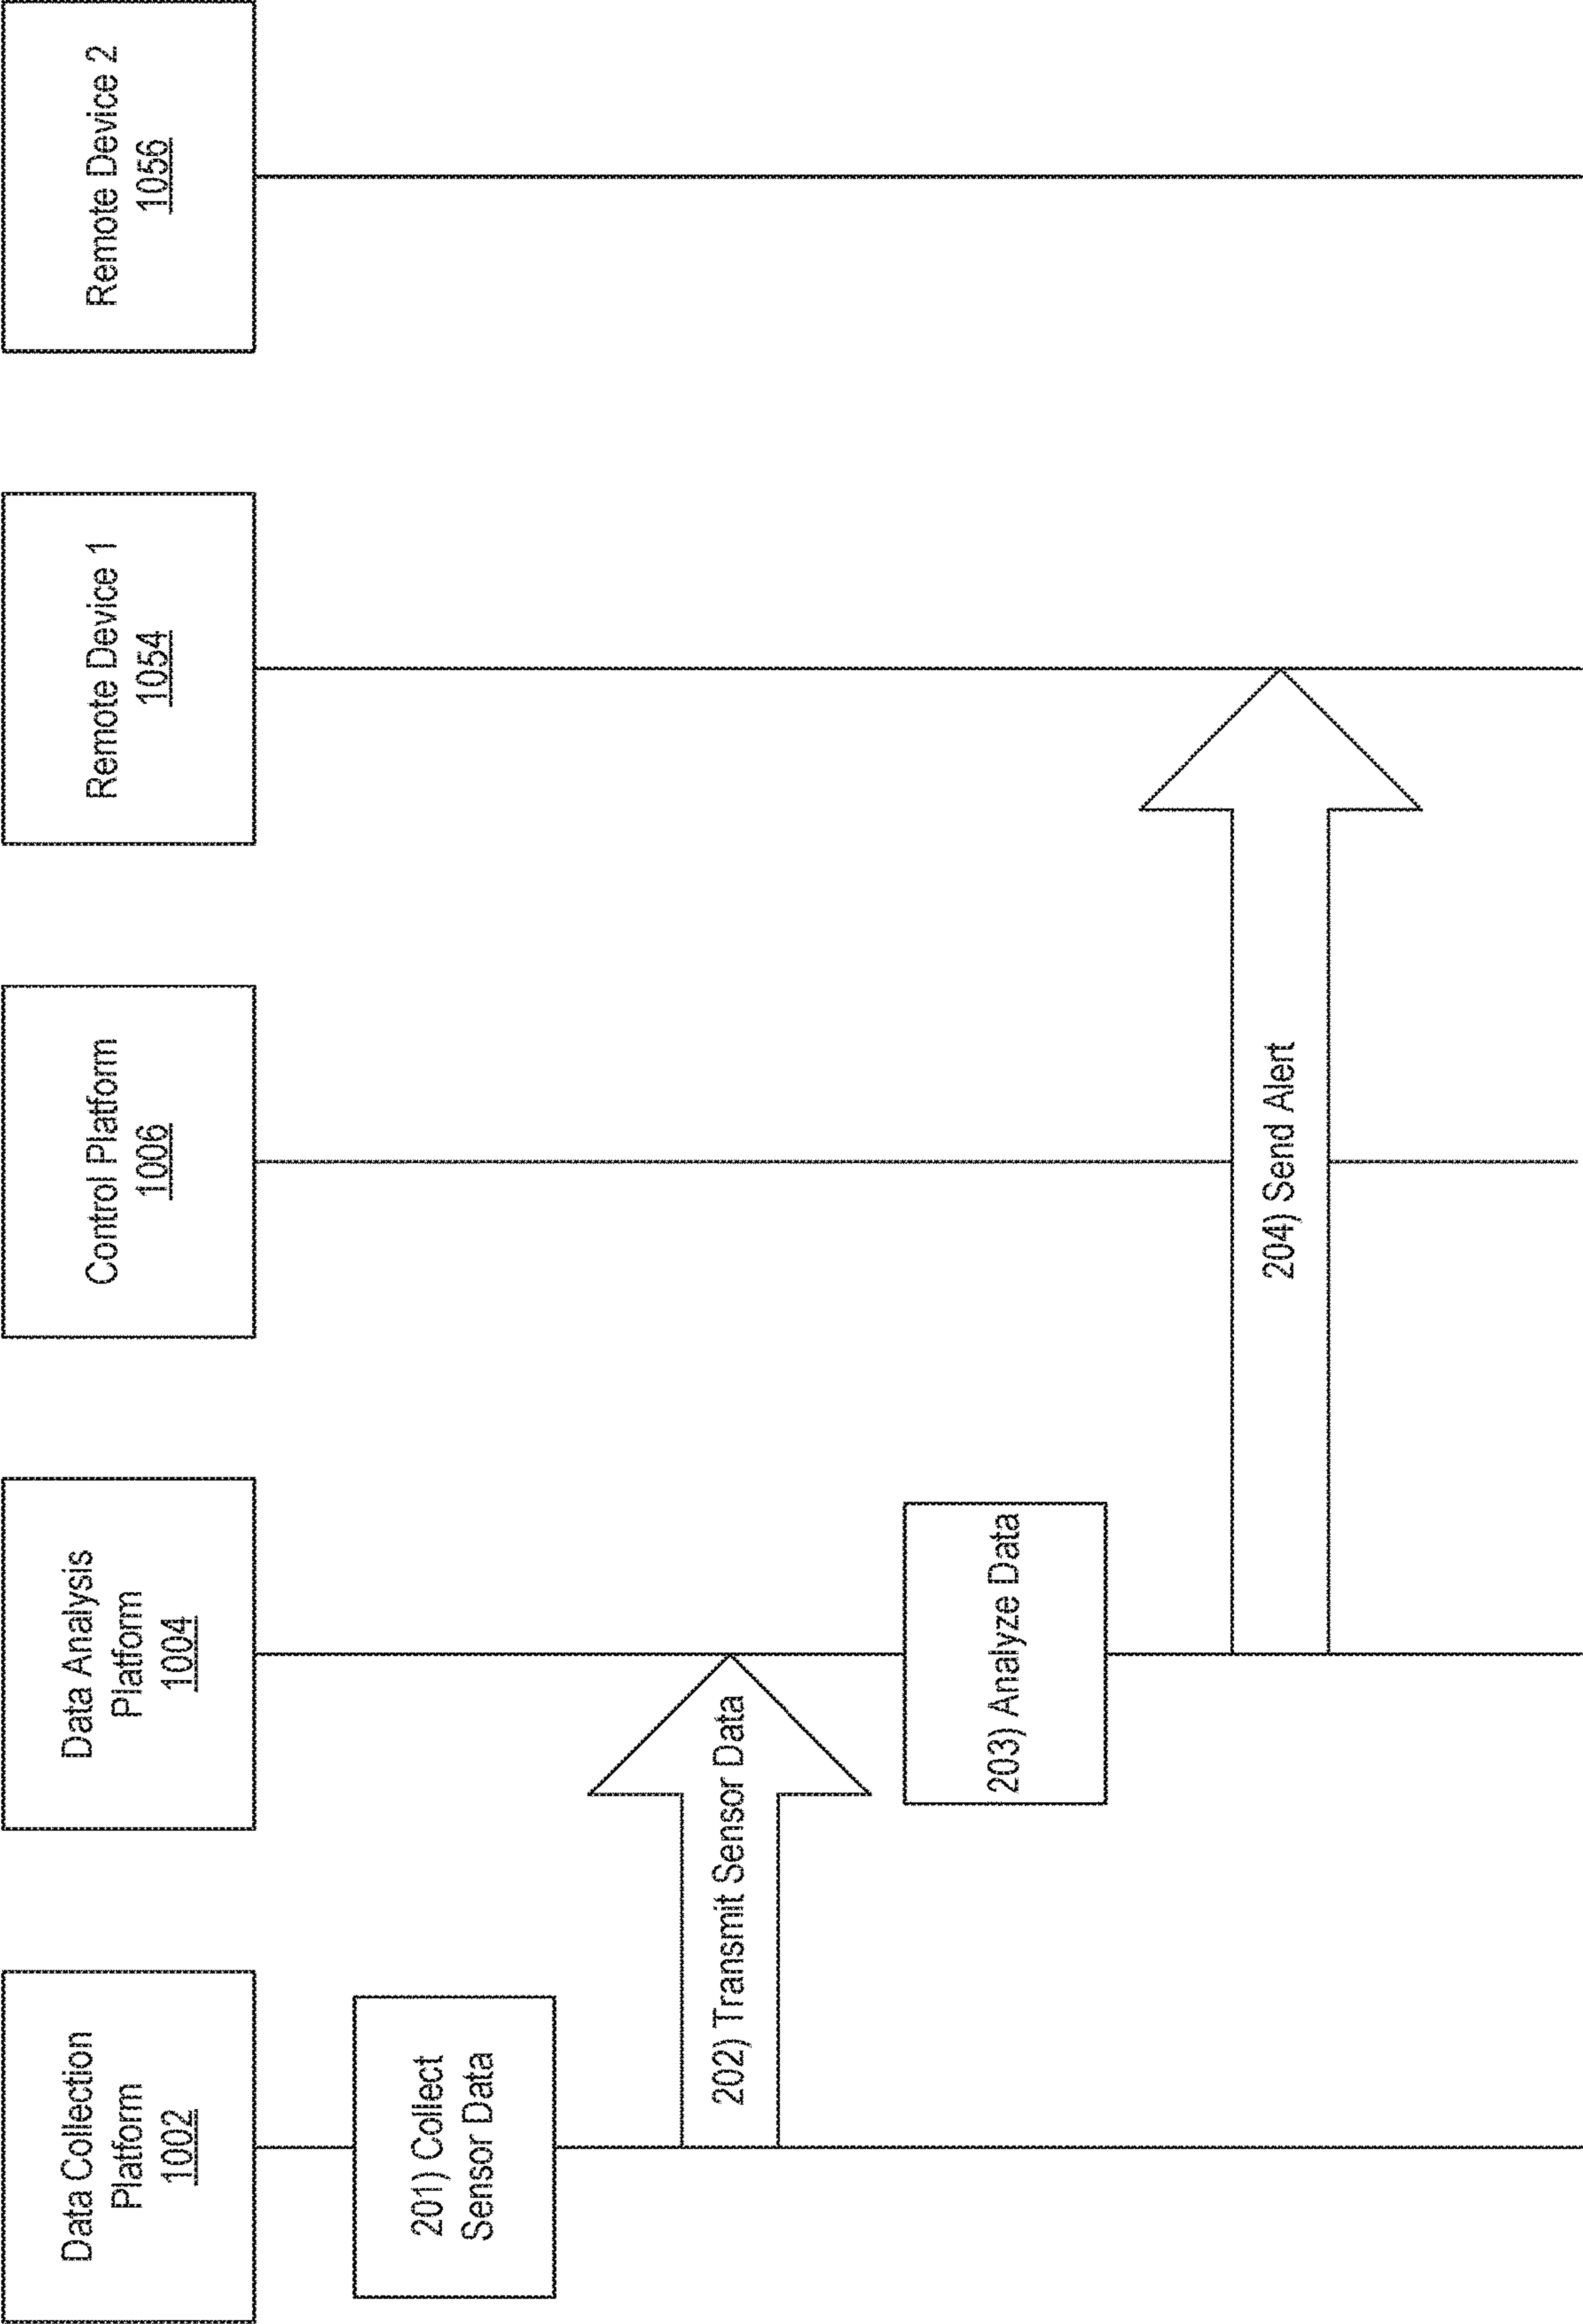 Data Collection
Platform
1002
Data Analysis
Platform
1004
Control Platform
1006
Remote Device 1
1054
Remote Device 2
1056
201) Collect
Sensor Data
202) Transmit Sensor Data
203) Analyze Data
204) Send Alert